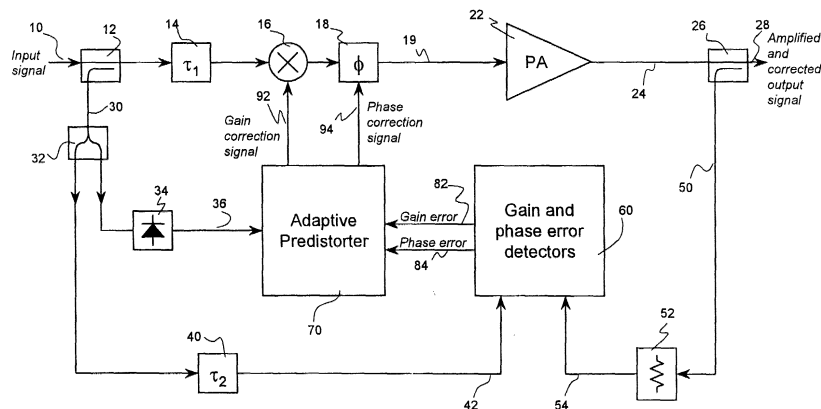 10
Input
signal
12
14
τ1
16
18
ϕ
19
22
PA
24
26
28
Amplified
and
corrected
output
signal
30
32
92
Gain
correction
signal
94
Phase
correction
signal
50
34
36
Adaptive
Predistorter
70
82
Gain error
Phase error
84
Gain and
phase error
detectors
60
40
τ2
42
54
52